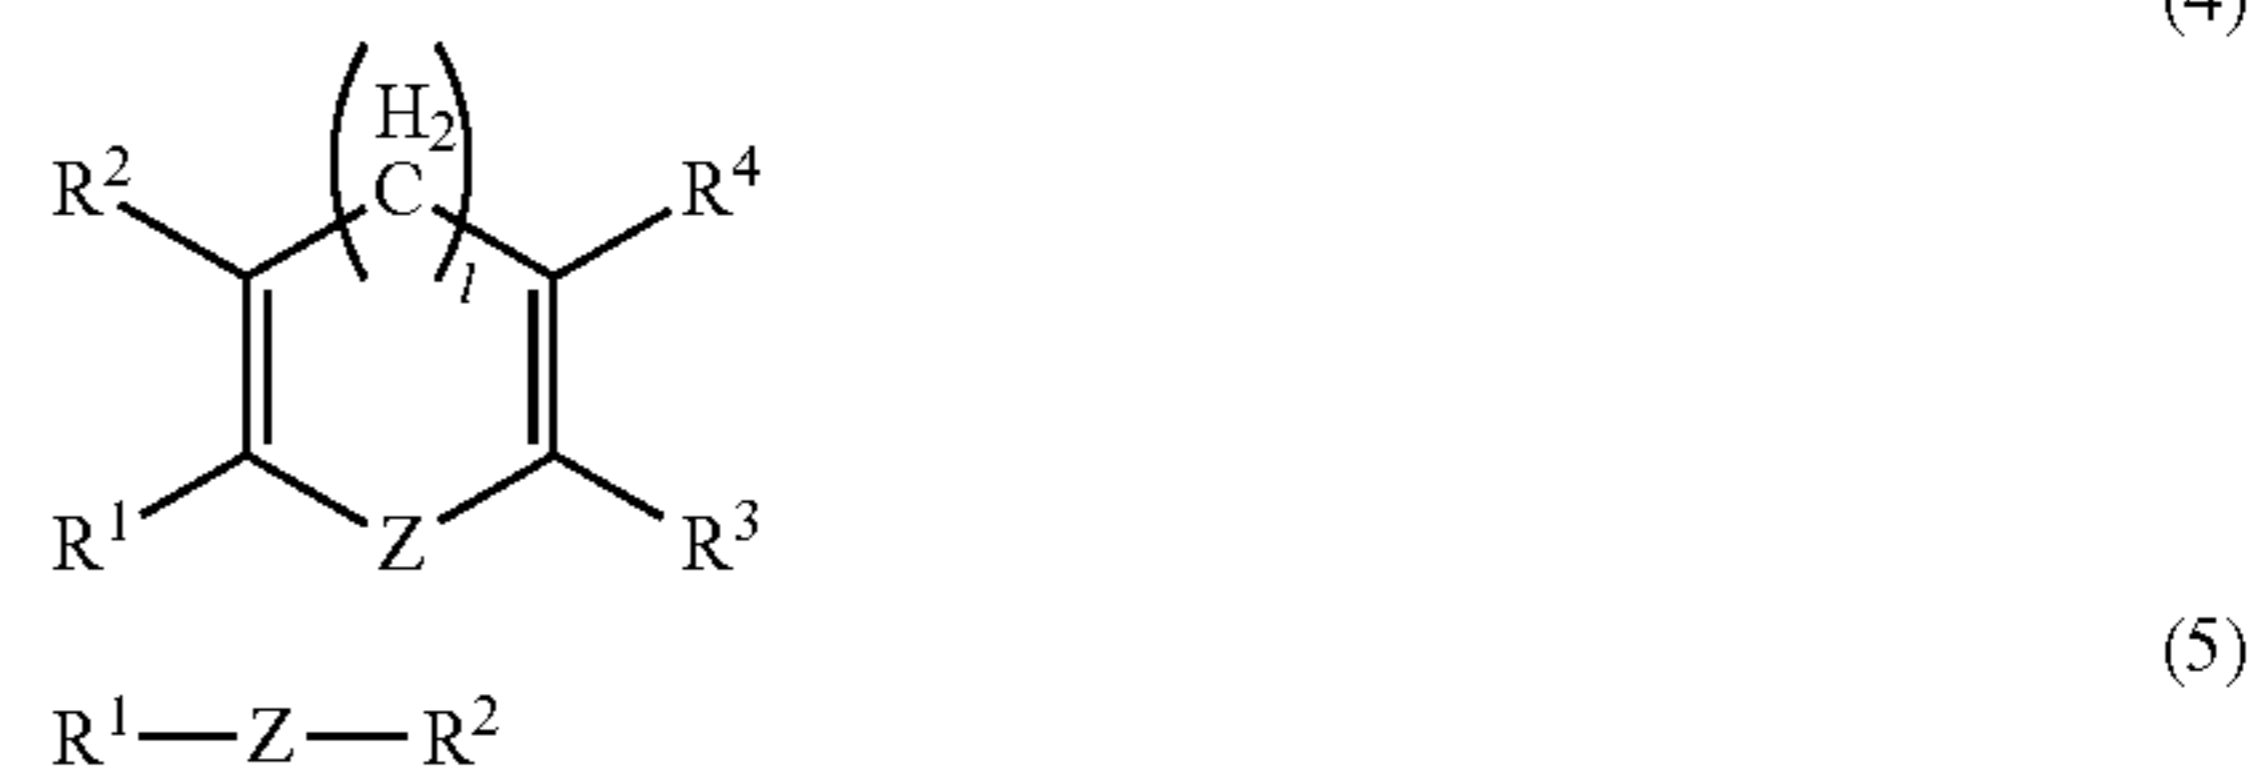 (4)
H₂
R² C R⁴
l
R¹ Z R³
(5)
R¹—Z—R²